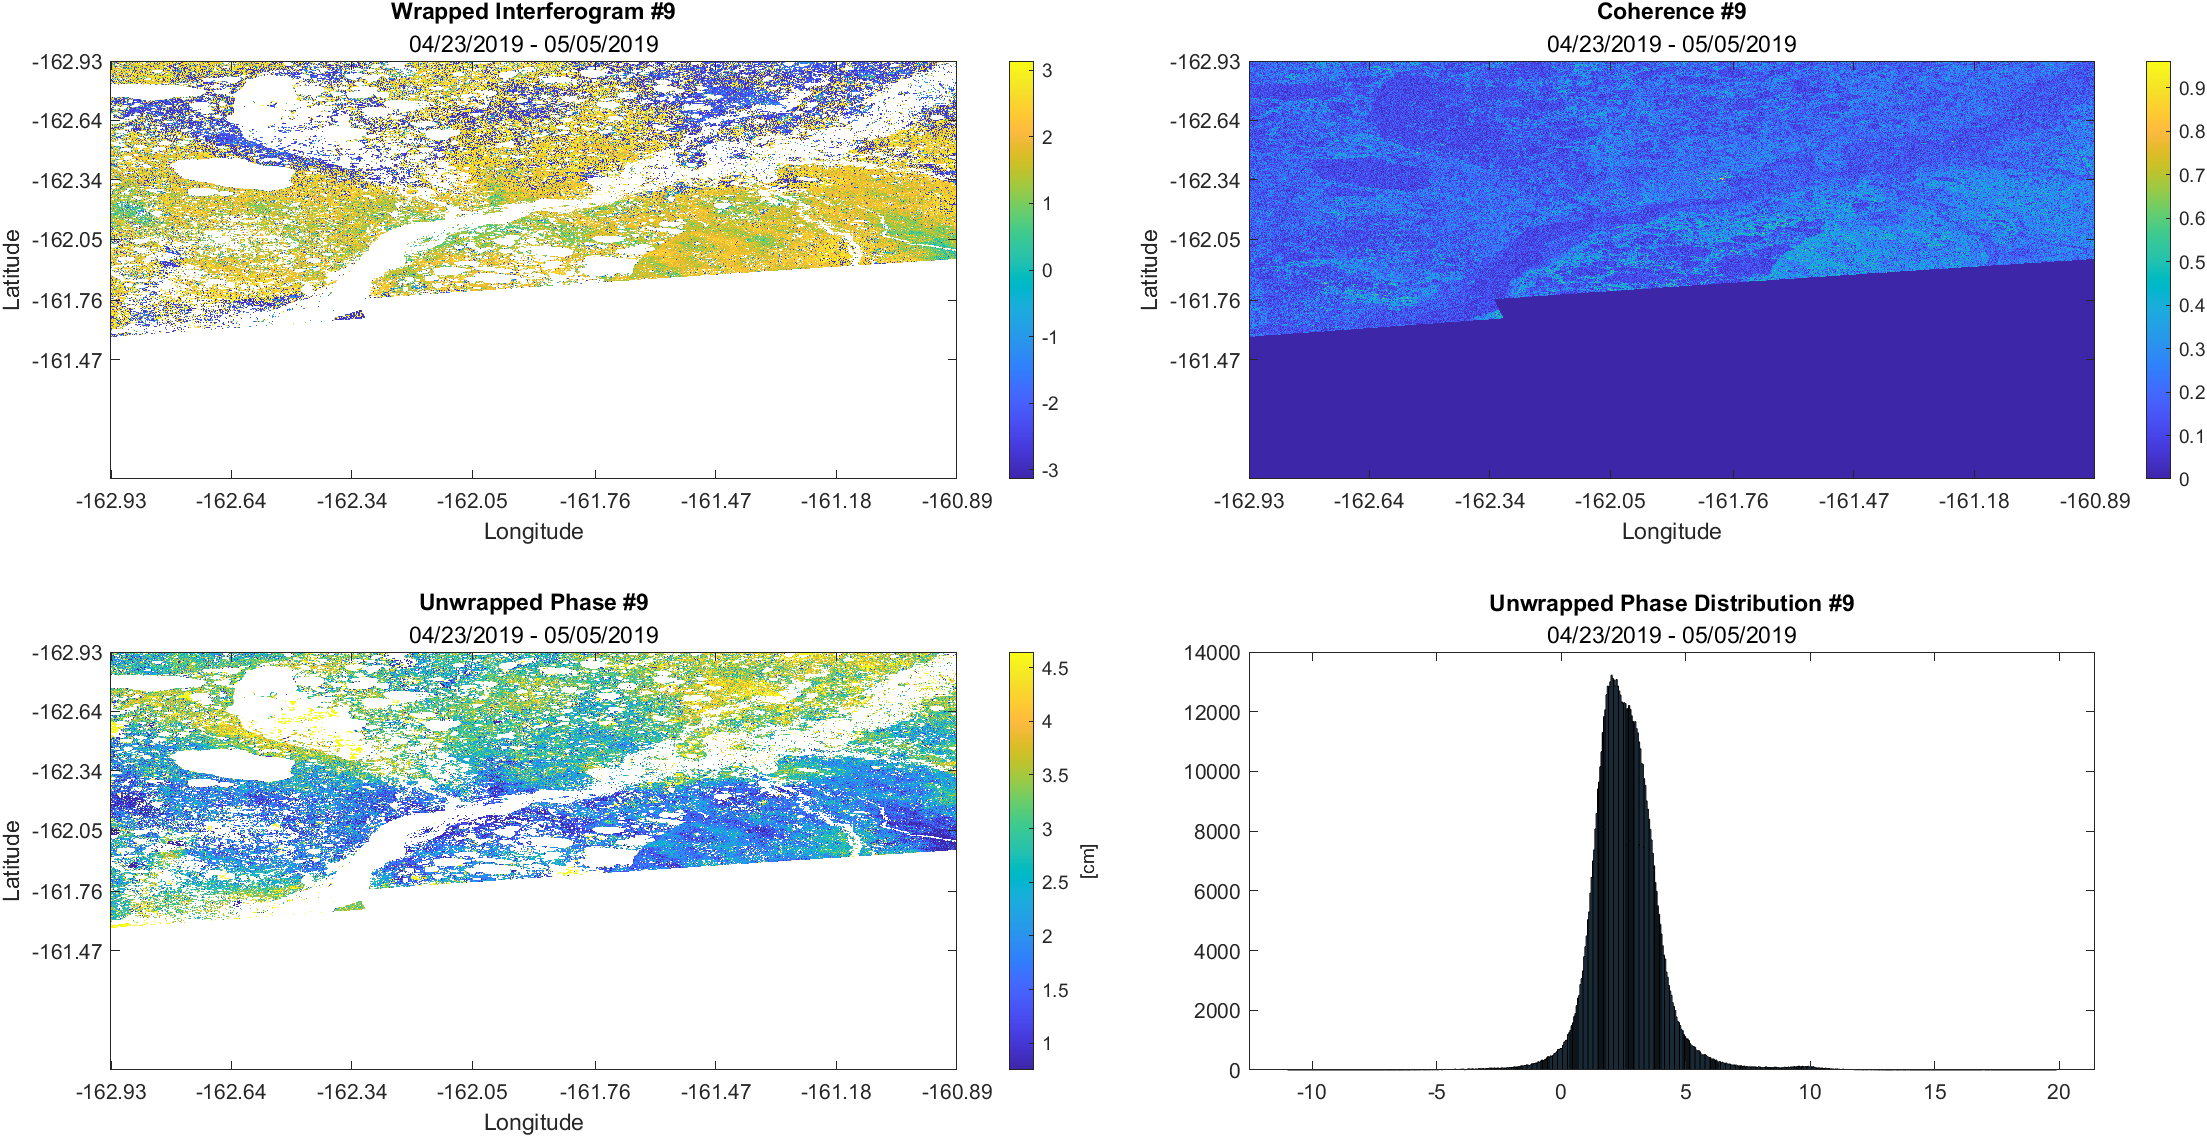 Wrapped Interferogram #9
04/23/2019 - 05/05/2019
-162.93
-162.64
-162.34
-162.05
-161.76
-161.47
Latitude
-162.93 -162.64 -162.34 -162.05 -161.76 -161.47 -161.18 -160.89
Longitude
3
2
1
0
-1
-2
-3
Coherence #9
04/23/2019 - 05/05/2019
-162.93
-162.64
-162.34
-162.05
-161.76
-161.47
Latitude
-162.93 -162.64 -162.34 -162.05 -161.76 -161.47 -161.18 -160.89
Longitude
0.9
0.8
0.7
0.6
0.5
0.4
0.3
0.2
0.1
0
Unwrapped Phase #9
04/23/2019 - 05/05/2019
-162.93
-162.64
-162.34
-162.05
-161.76
-161.47
Latitude
-162.93 -162.64 -162.34 -162.05 -161.76 -161.47 -161.18 -160.89
Longitude
4.5
4
3.5
3
2.5
2
1.5
1
[cm]
Unwrapped Phase Distribution #9
04/23/2019 - 05/05/2019
14000
12000
10000
8000
6000
4000
2000
0
-10 -5 0 5 10 15 20